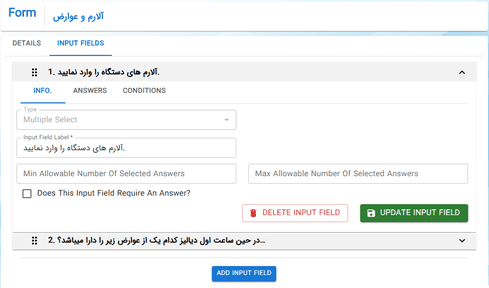 Form
آلارم و عوارض
DETAILS
INPUT FIELDS
1. آلارم های دستگاه را وارد نمایید.
INFO.
ANSWERS
CONDITIONS
Type
Multiple Select
Input Field Label *
آلارم های دستگاه را وارد نمایید.
Min Allowable Number Of Selected Answers
Max Allowable Number Of Selected Answers
Does This Input Field Require An Answer?
DELETE INPUT FIELD
UPDATE INPUT FIELD
2. در حین ساعت اول دیالیز کدام یک از عوارض زیر را دارا میباشد؟...
ADD INPUT FIELD